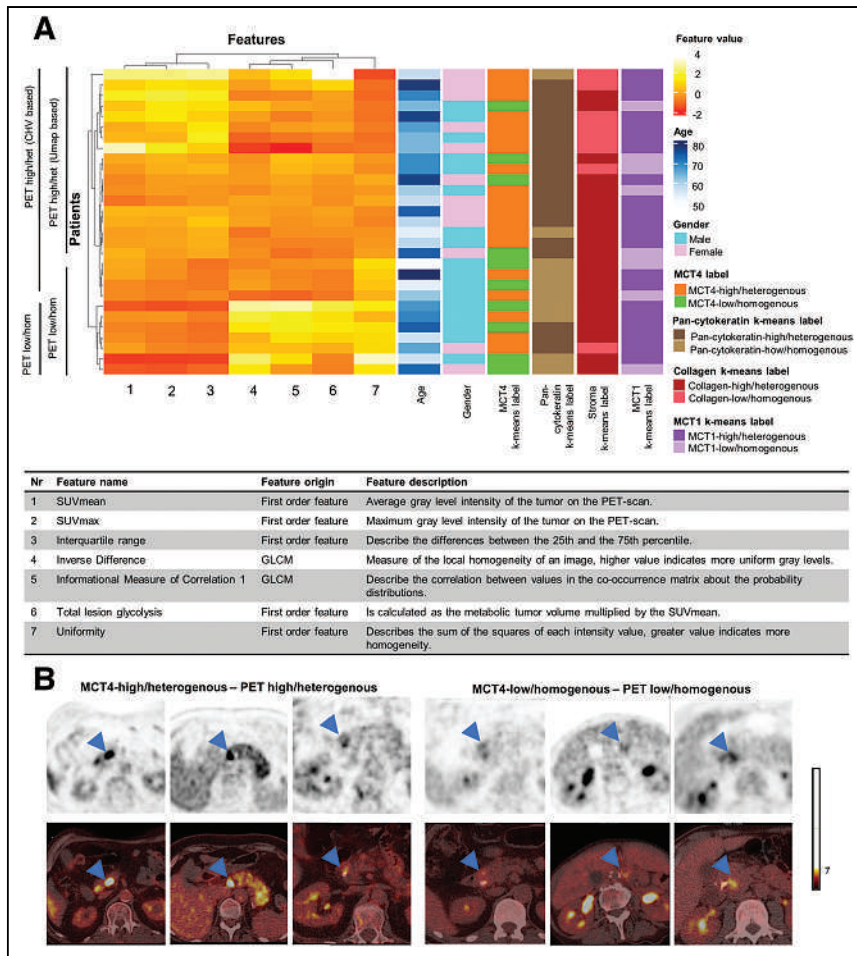 A
Features
Feature value
4
2
0
-2
Age
80
70
60
50
Gender
Male
Female
MCT4 label
MCT4-high/heterogenous
MCT4-low/homogenous
Pan-cytokeratin k-means label
Pan-cytokeratin-high/heterogenous
Pan-cytokeratin-how/homogenous
Collagen k-means label
Collagen-high/heterogenous
Collagen-low/homogenous
MCT1 k-means label
MCT1-high/heterogenous
MCT1-low/homogenous
PET high/het (CHV based)
PET low/hom
PET high/het (Umap based)
PET low/hom
Patients
1 2 3 4 5 6 7
Age
Gender
MCT4
k-means label
Pan-
cytokeratin
k-means label
Stroma
k-means label
MCT1
k-means label
Nr Feature name Feature origin Feature description
1 SUVmean First order feature Average gray level intensity of the tumor on the PET-scan.
2 SUVmax First order feature Maximum gray level intensity of the tumor on the PET-scan.
3 Interquartile range First order feature Describe the differences between the 25th and the 75th percentile.
4 Inverse Difference GLCM Measure of the local homogeneity of an image, higher value indicates more uniform gray levels.
5 Informational Measure of Correlation 1 GLCM Describe the correlation between values in the co-occurrence matrix about the probability
distributions.
6 Total lesion glycolysis First order feature Is calculated as the metabolic tumor volume multiplied by the SUVmean.
7 Uniformity First order feature Describes the sum of the squares of each intensity value, greater value indicates more
homogeneity.
B
MCT4-high/heterogenous – PET high/heterogenous
MCT4-low/homogenous – PET low/homogenous
7